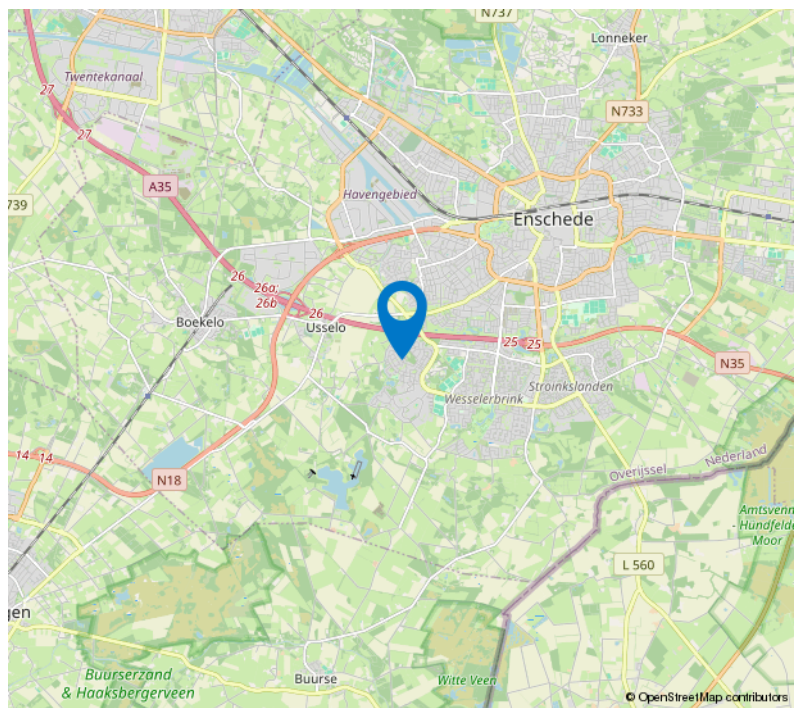 N737
Lonneker
Twentekanaal
27
27
N733
A35
Havengebied
739
Enschede
26
26a;
26b
26
Boekelo
Usselo
25
25
N35
Stroinkslanden
Wesselerbrink
14
14
N18
Overijssel
Nederland
Amtsvenn
- Hundfelde
Moor
L 560
gen
Buurserzand
& Haaksbergerveen
Buurse
Witte Veen
© OpenStreetMap contributors